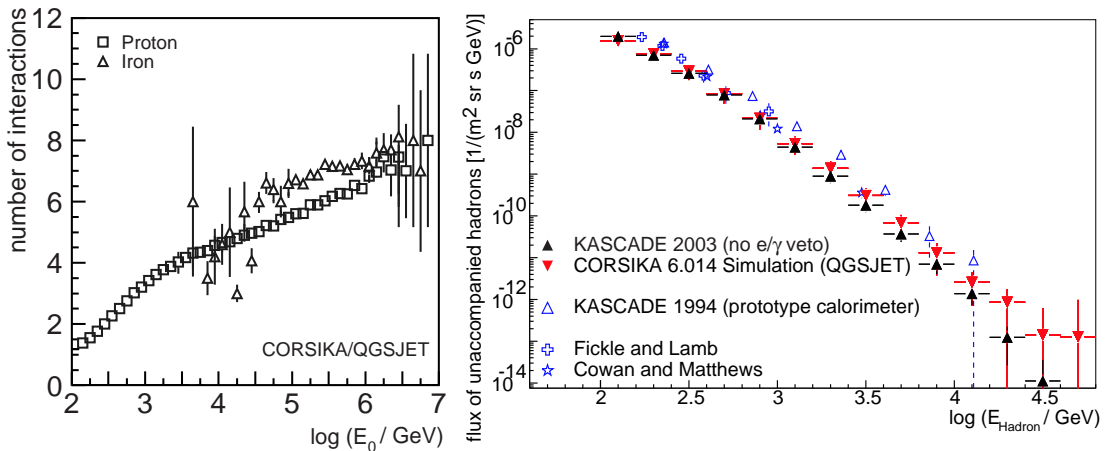 number of interactions
12
10
8
6
4
2
0
Proton
Iron
CORSIKA/QGSJET
2 3 4 5 6 7
log (E0 / GeV)
flux of unaccompanied hadrons [1/(m2 sr s GeV)]
10-6
10-8
10-10
10-12
10-14
KASCADE 2003 (no e/γ veto)
CORSIKA 6.014 Simulation (QGSJET)
KASCADE 1994 (prototype calorimeter)
Fickle and Lamb
Cowan and Matthews
2 2.5 3 3.5 4 4.5
log (EHadron / GeV)